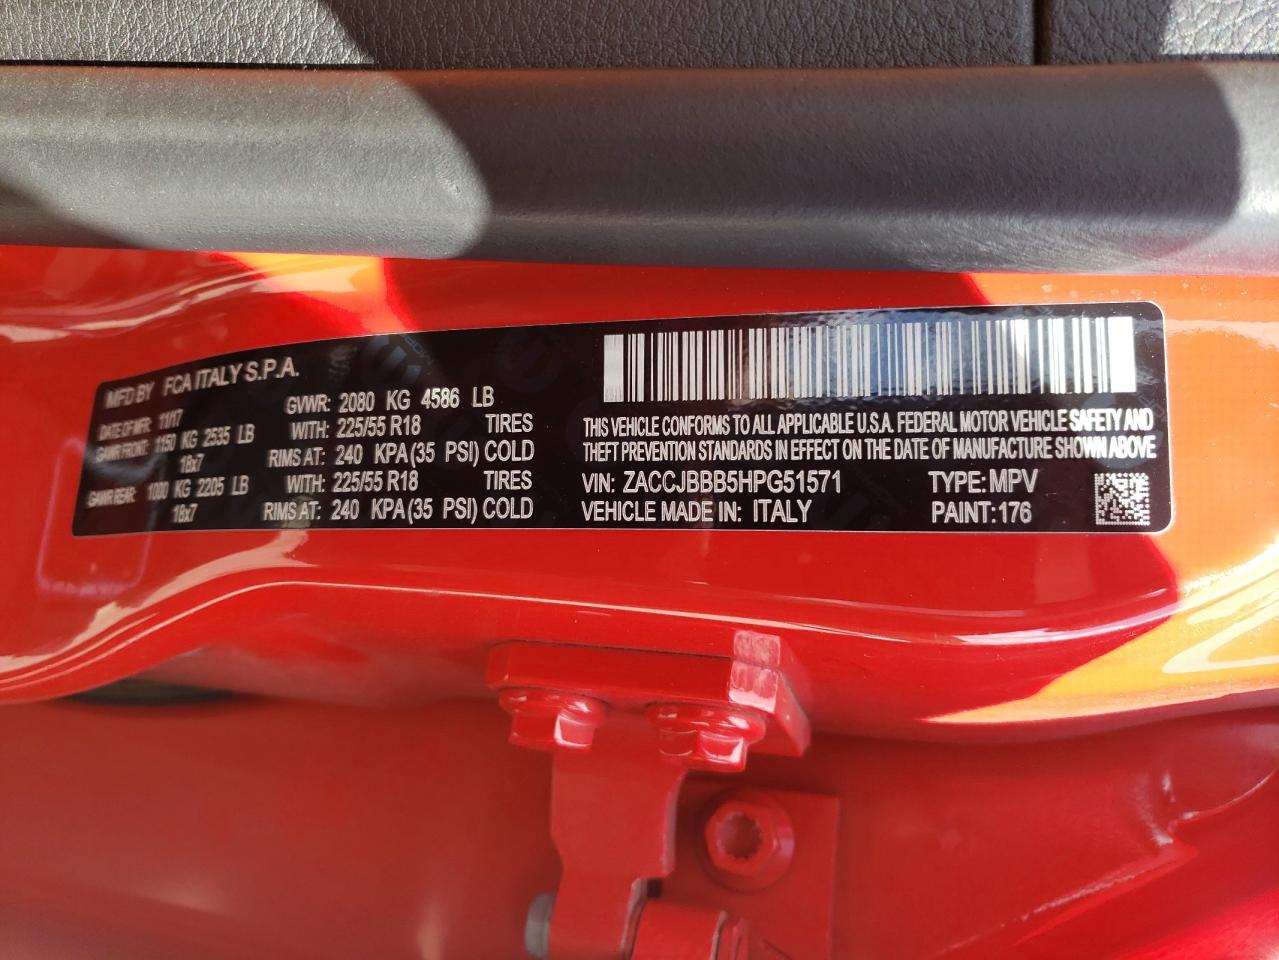 MFD BY FCA ITALY S.P.A.
DATE OF MFR: 11/17 GVWR: 2080 KG 4586 LB
GAWR FRONT: 1150 KG 2535 LB WITH: 225/55 R18 TIRES
18x7 RIMS AT: 240 KPA (35 PSI) COLD
GAWR REAR: 1000 KG 2205 LB WITH: 225/55 R18 TIRES
18x7 RIMS AT: 240 KPA (35 PSI) COLD
THIS VEHICLE CONFORMS TO ALL APPLICABLE U.S.A. FEDERAL MOTOR VEHICLE SAFETY AND
THEFT PREVENTION STANDARDS IN EFFECT ON THE DATE OF MANUFACTURE SHOWN ABOVE
VIN: ZACCJBBB5HPG51571 TYPE: MPV
VEHICLE MADE IN: ITALY PAINT: 176